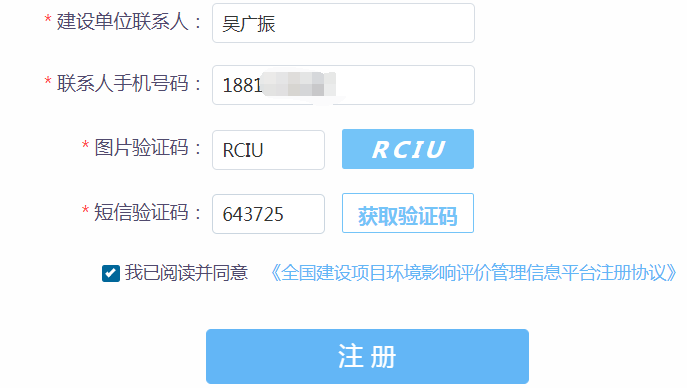 * 建设单位联系人： 吴广振
* 联系人手机号码： 1881
* 图片验证码： RCIU RCIU
* 短信验证码： 643725 获取验证码
我已阅读并同意 《全国建设项目环境影响评价管理信息平台注册协议》
注 册